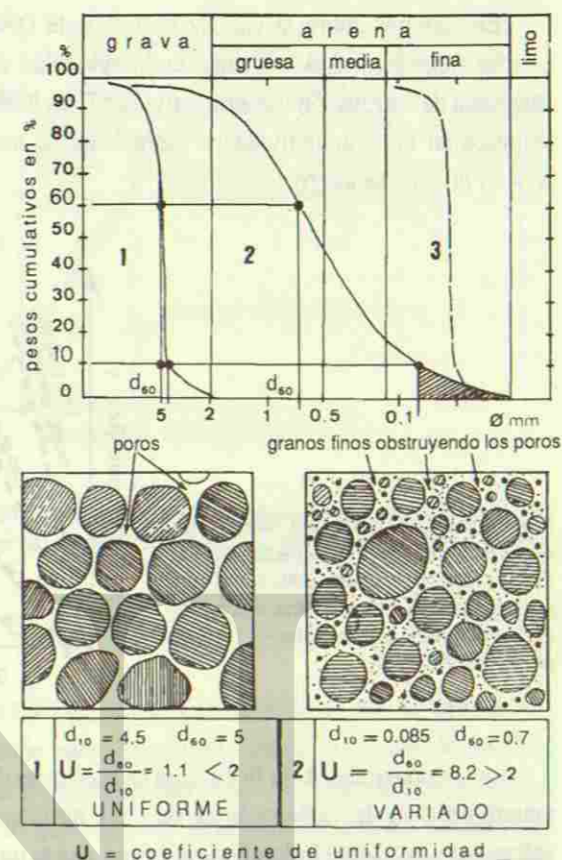 a r e n a
g r a v a
limo
gruesa
media
fina
%
100
90
80
70
60
50
40
30
20
10
0
pesos cumulativos en %
1
2
3
d60
d60
5
2
1
0.5
0.1
Ø mm
poros
granos finos obstruyendo los poros
1
d10 = 4.5 d60 = 5
U = d60/d10 = 1.1 < 2
UNIFORME
2
d10 = 0.085 d60 = 0.7
U = d60/d10 = 8.2 > 2
VARIADO
U = coeficiente de uniformidad